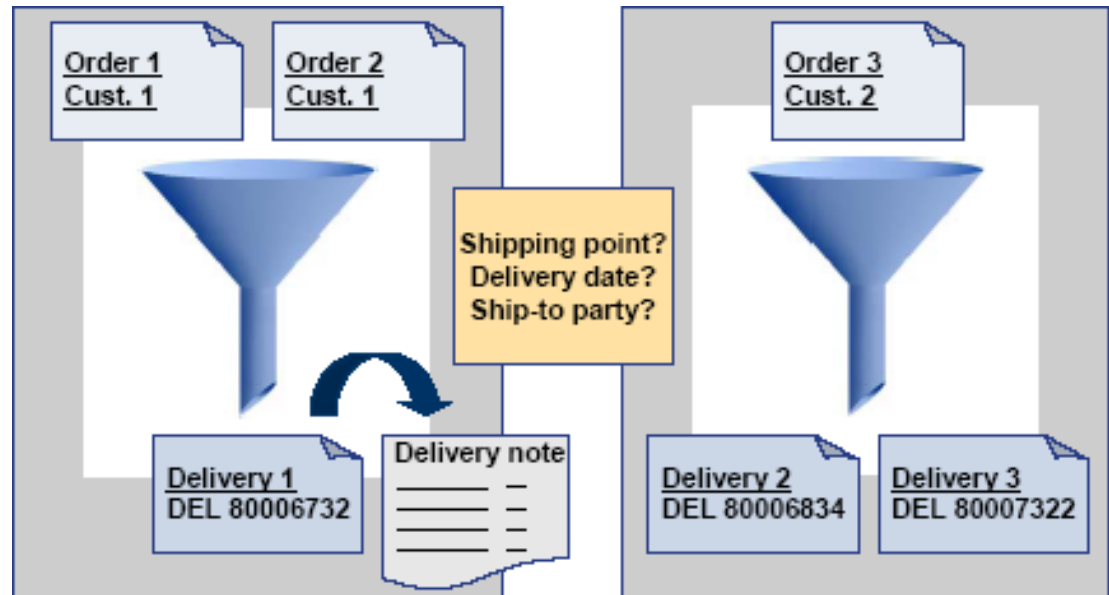 Order 1
Cust. 1
Order 2
Cust. 1
Order 3
Cust. 2
Shipping point?
Delivery date?
Ship-to party?
Delivery 1
DEL 80006732
Delivery note
Delivery 2
DEL 80006834
Delivery 3
DEL 80007322